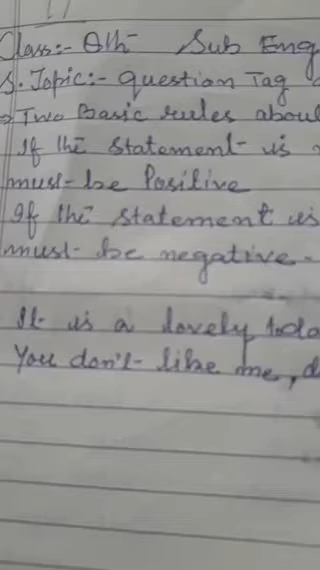 Class:- 8th Sub Eng
S. Topic:- Question Tag
Two Basic rules about
If the statement is
must be Positive
If the statement is
must be negative.
It is a lovely toda
You don't like me, d